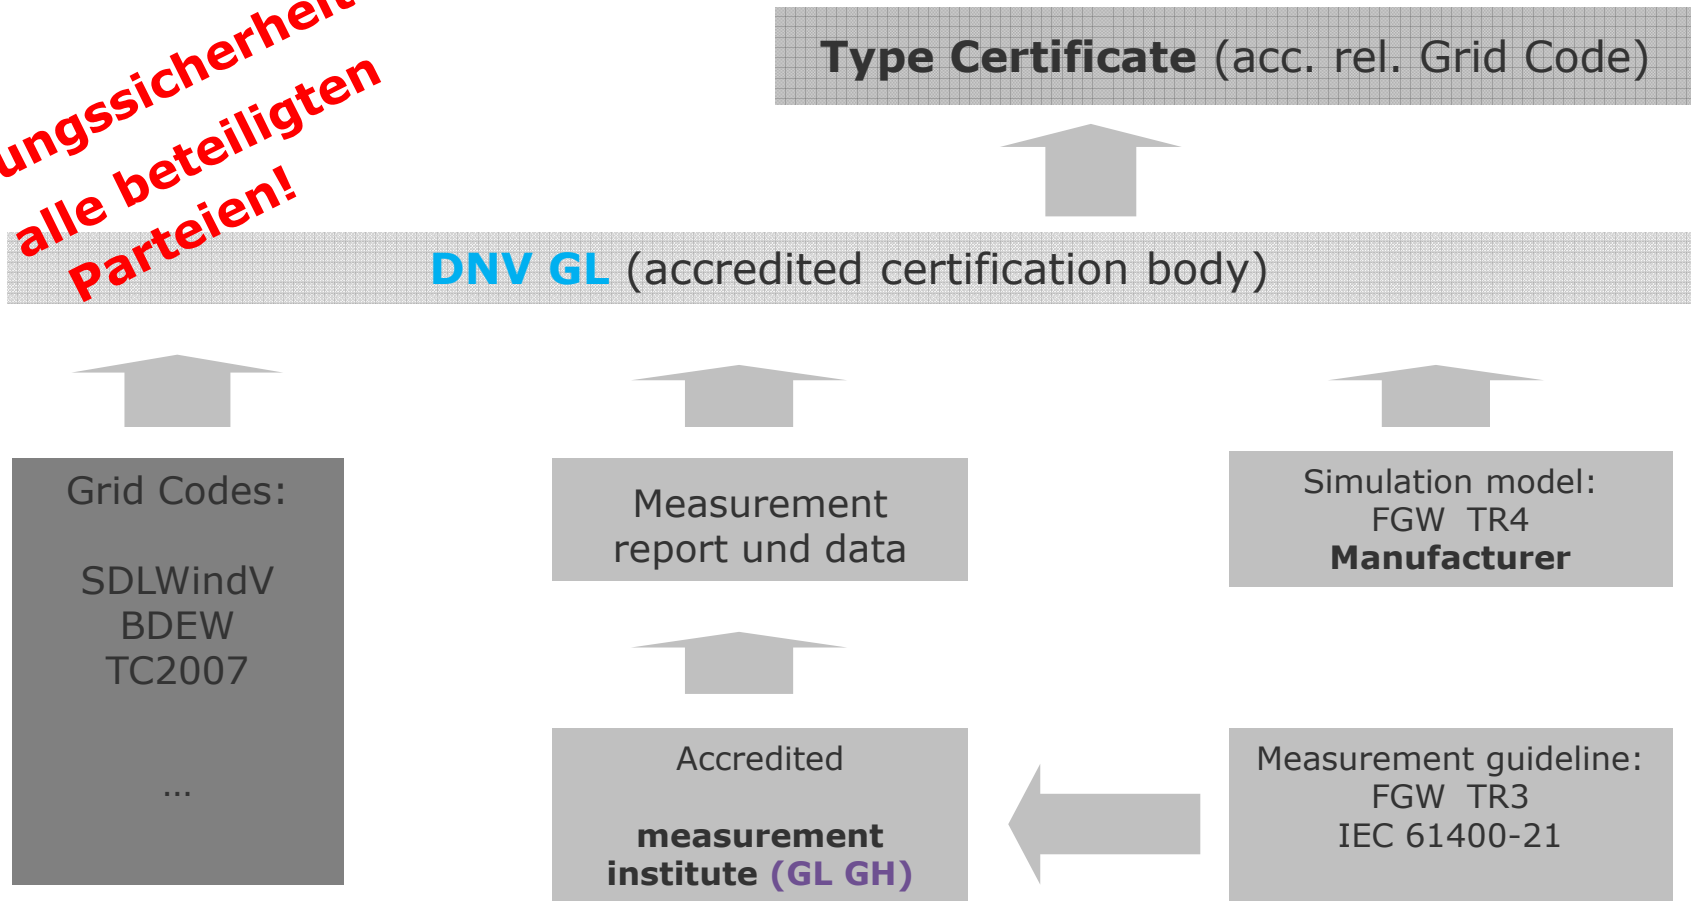 alle beteiligten
Parteien!
Type Certificate (acc. rel. Grid Code)
DNV GL (accredited certification body)
Grid Codes:
SDLWindV
BDEW
TC2007
...
Measurement
report und data
Simulation model:
FGW TR4
Manufacturer
Accredited
measurement
institute (GL GH)
Measurement guideline:
FGW TR3
IEC 61400-21